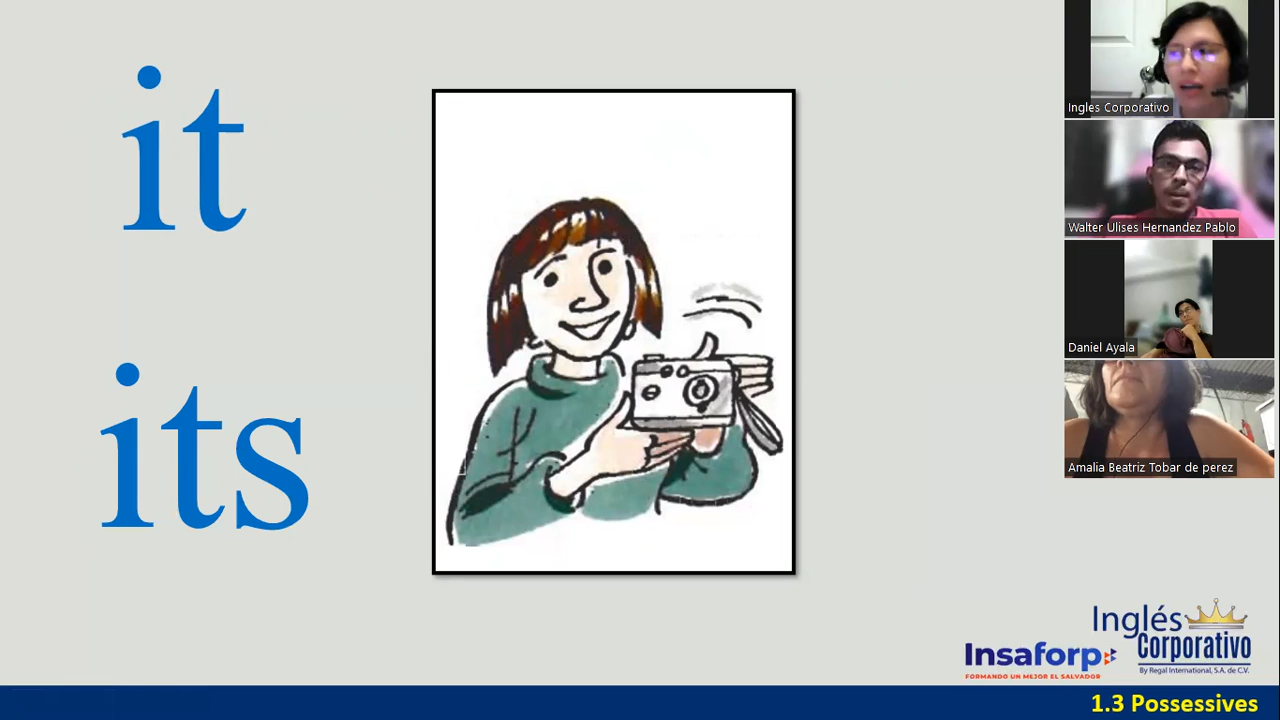 it
its
Ingles Corporativo
Walter Ulises Hernandez Pablo
Daniel Ayala
Amalia Beatriz Tobar de perez
Insaforp
FORMANDO UN MEJOR EL SALVADOR
Inglés
Corporativo
By Regal International, S.A. de C.V.
1.3 Possessives